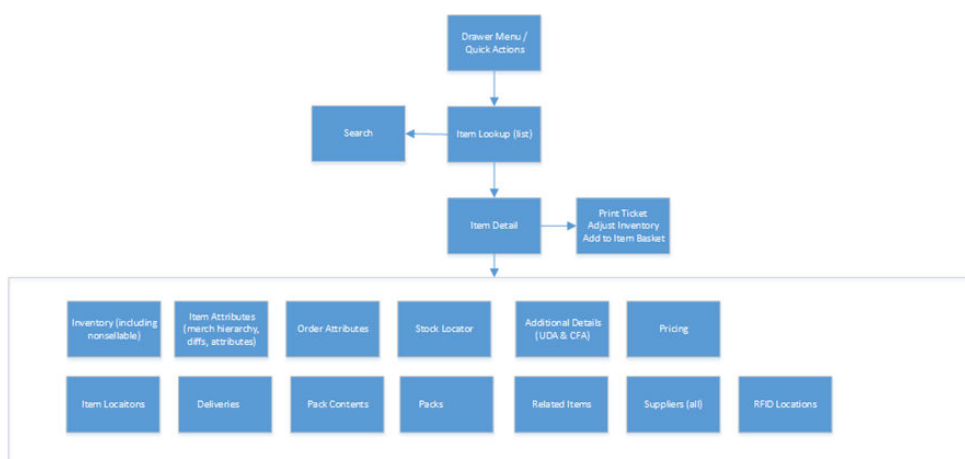 Drawer Menu /
Quick Actions
Search
Item Lookup (list)
Item Detail
Print Ticket
Adjust Inventory
Add to Item Basket
Inventory (including
nonsellable)
Item Attributes
(merch hierarchy,
diffs, attributes)
Order Attributes
Stock Locator
Additional Details
(UDA & CFA)
Pricing
Item Locaitons
Deliveries
Pack Contents
Packs
Related Items
Suppliers (all)
RFID Locations